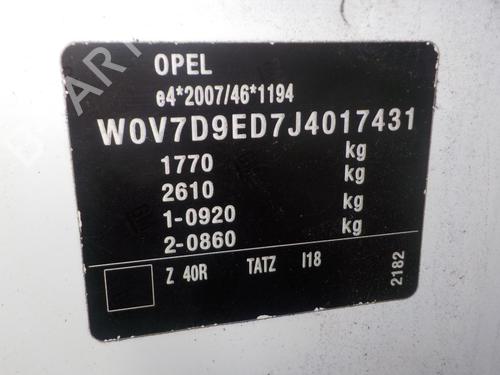 OPEL
e4*2007/46*1194
W0V7D9ED7J4017431
1770 kg
2610 kg
1-0920 kg
2-0860 kg
Z 40R TATZ I18
2182